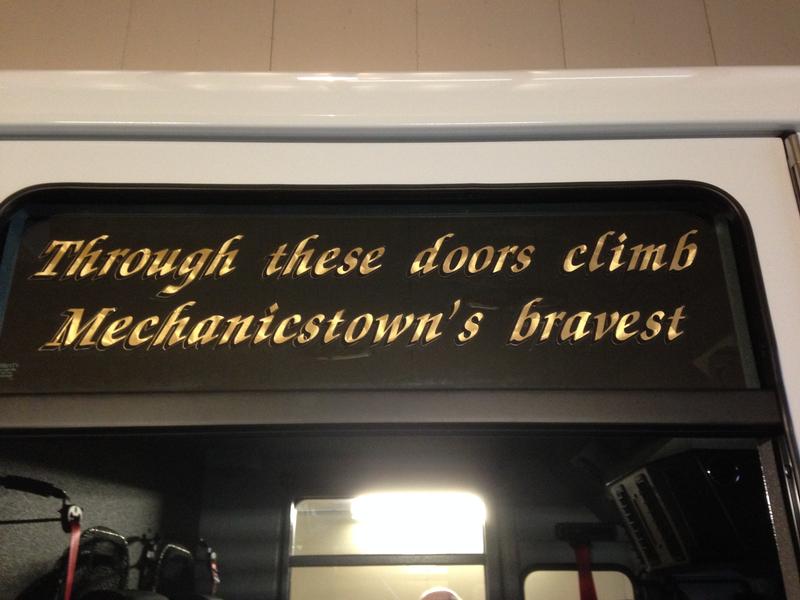 Through these doors climb
Mechanicstown's bravest